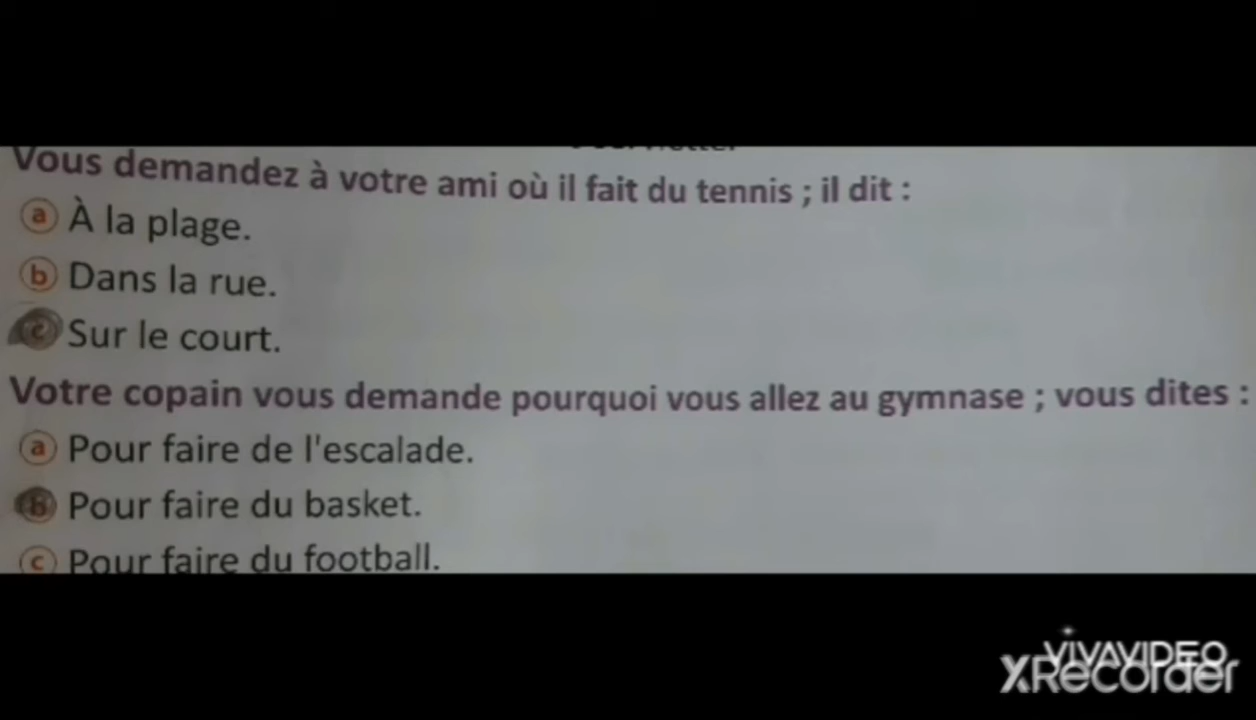 Vous demandez à votre ami où il fait du tennis ; il dit :
a À la plage.
b Dans la rue.
c Sur le court.
Votre copain vous demande pourquoi vous allez au gymnase ; vous dites :
a Pour faire de l'escalade.
b Pour faire du basket.
c Pour faire du football.
VIVAVIDEO
XRecorder